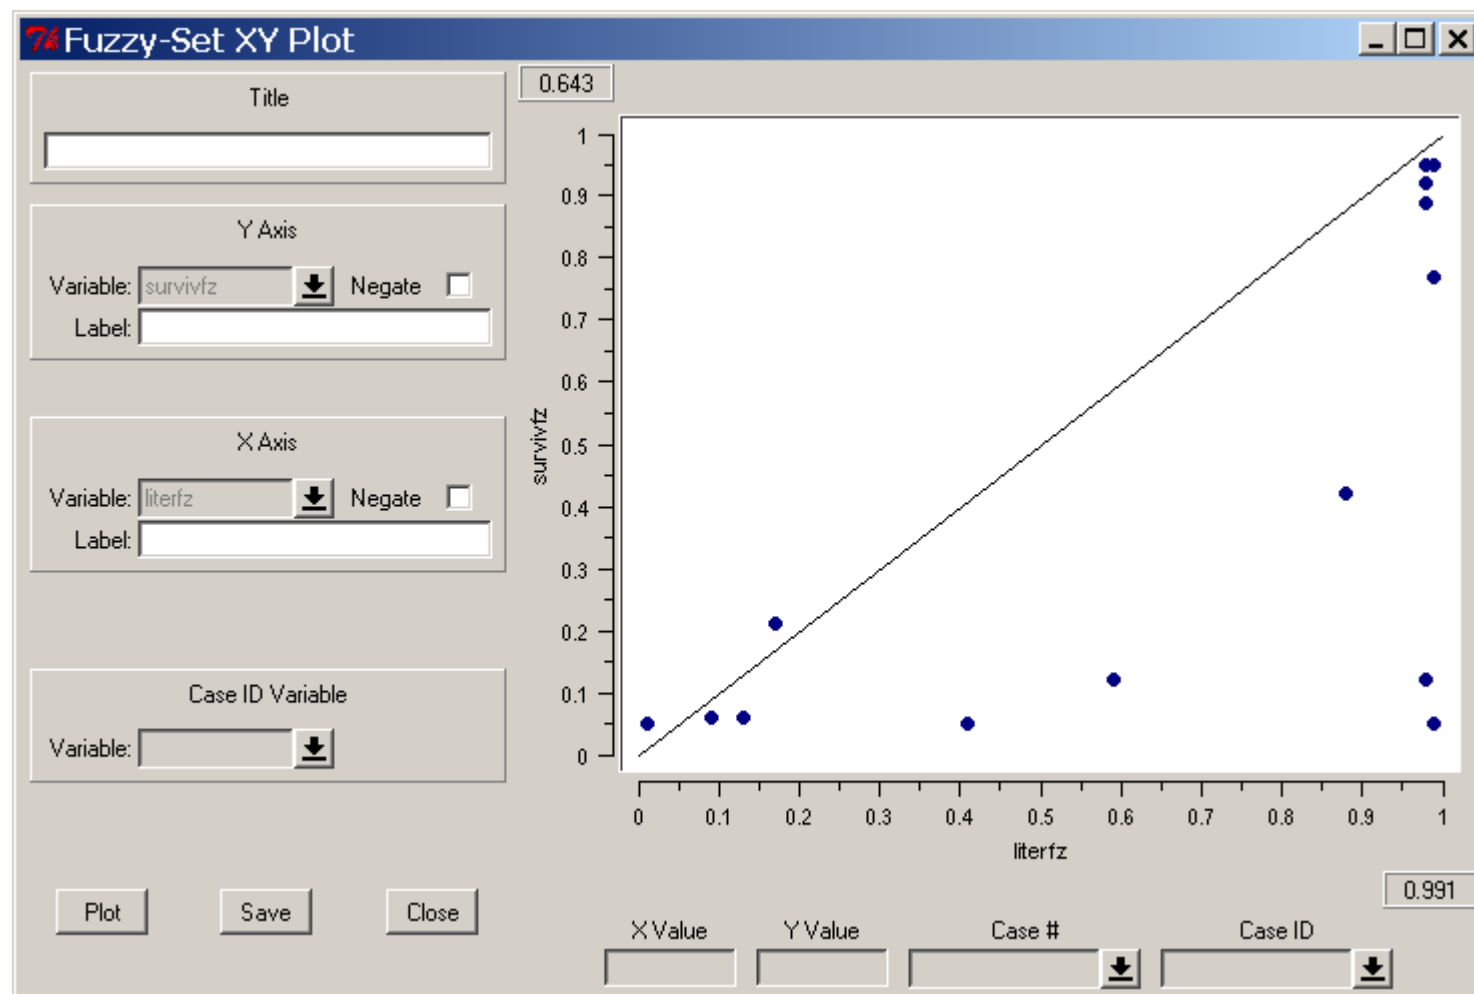 Fuzzy-Set XY Plot
Title
Y Axis
Variable: survivfz Negate
Label:
X Axis
Variable: literfz Negate
Label:
Case ID Variable
Variable:
Plot Save Close
0.643
1
0.9
0.8
0.7
0.6
0.5
0.4
0.3
0.2
0.1
0
survivfz
0 0.1 0.2 0.3 0.4 0.5 0.6 0.7 0.8 0.9 1
literfz
0.991
X Value Y Value Case # Case ID